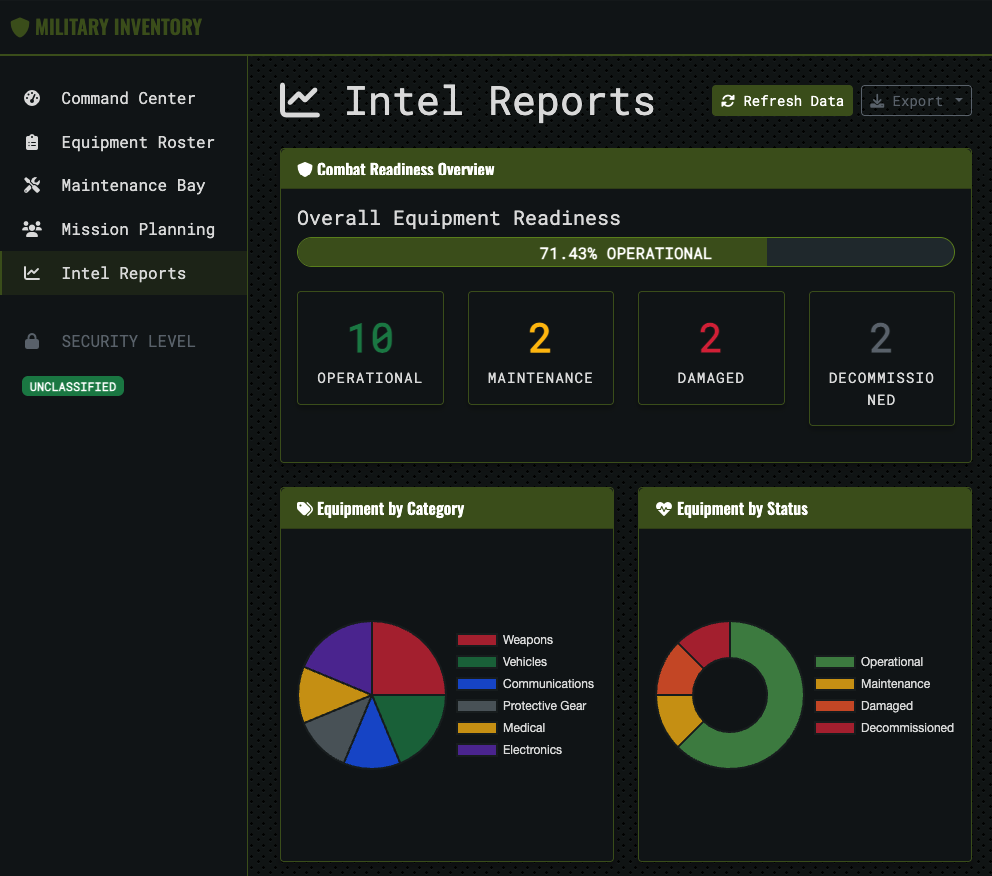 MILITARY INVENTORY
Command Center
Equipment Roster
Maintenance Bay
Mission Planning
Intel Reports
SECURITY LEVEL
UNCLASSIFIED
Intel Reports
Refresh Data
Export
Combat Readiness Overview
Overall Equipment Readiness
71.43% OPERATIONAL
10
OPERATIONAL
2
MAINTENANCE
2
DAMAGED
2
DECOMMISSIO
NED
Equipment by Category
Weapons
Vehicles
Communications
Protective Gear
Medical
Electronics
Equipment by Status
Operational
Maintenance
Damaged
Decommissioned